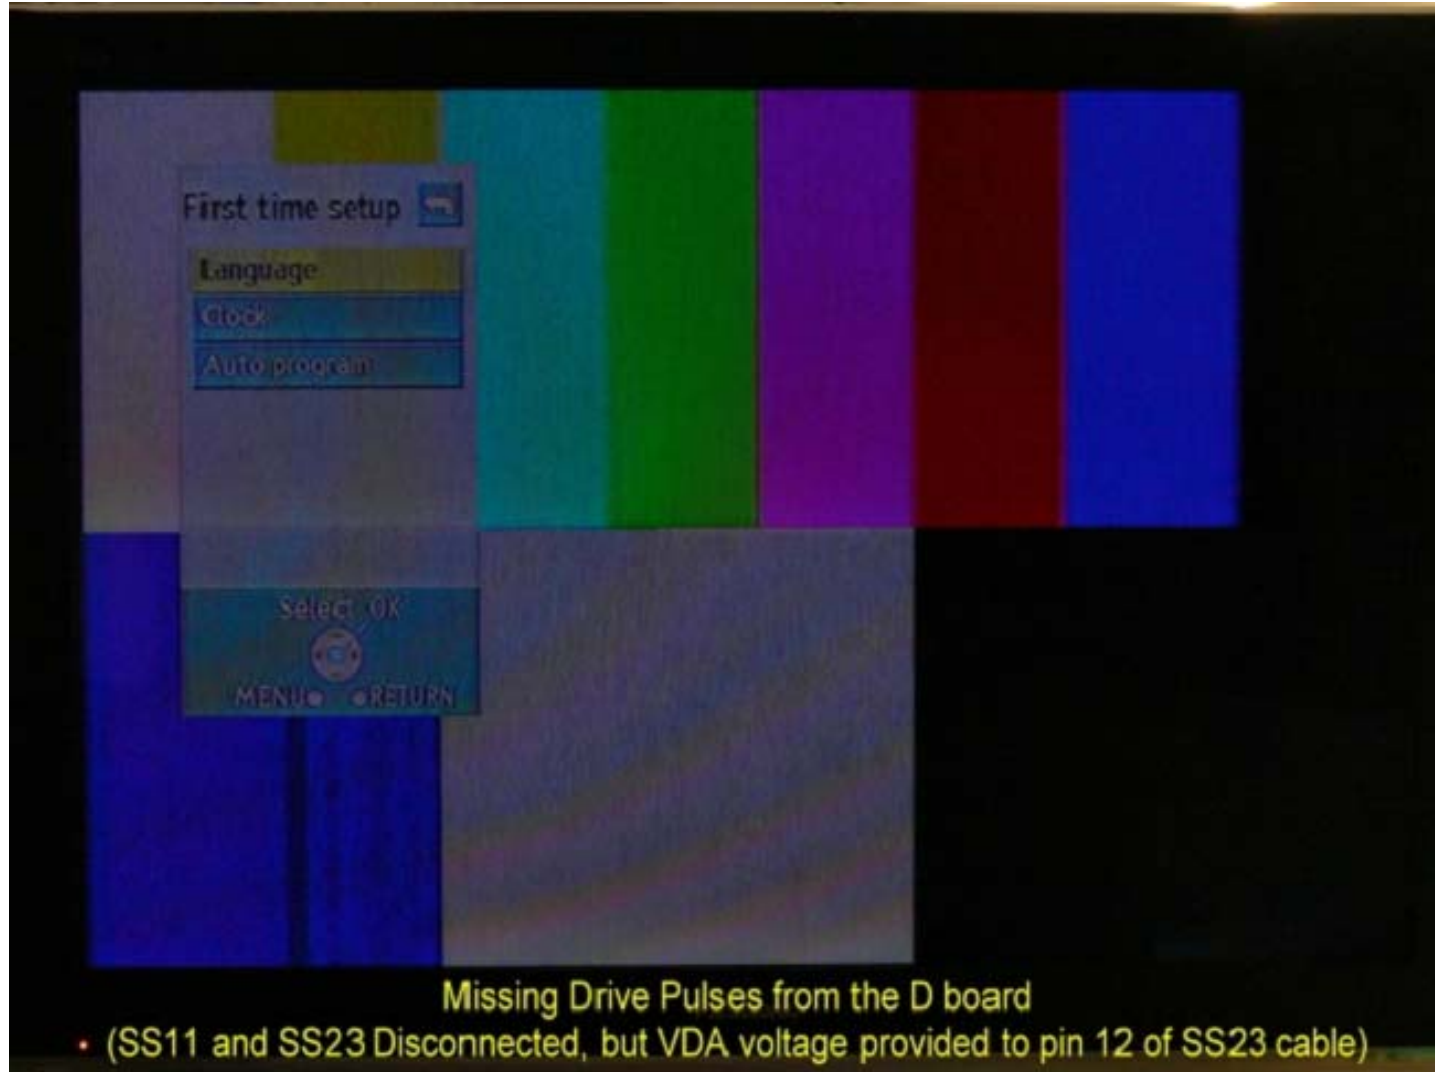 First time setup
Language
Clock
Auto program
Select OK
MENU RETURN
Missing Drive Pulses from the D board
(SS11 and SS23 Disconnected, but VDA voltage provided to pin 12 of SS23 cable)